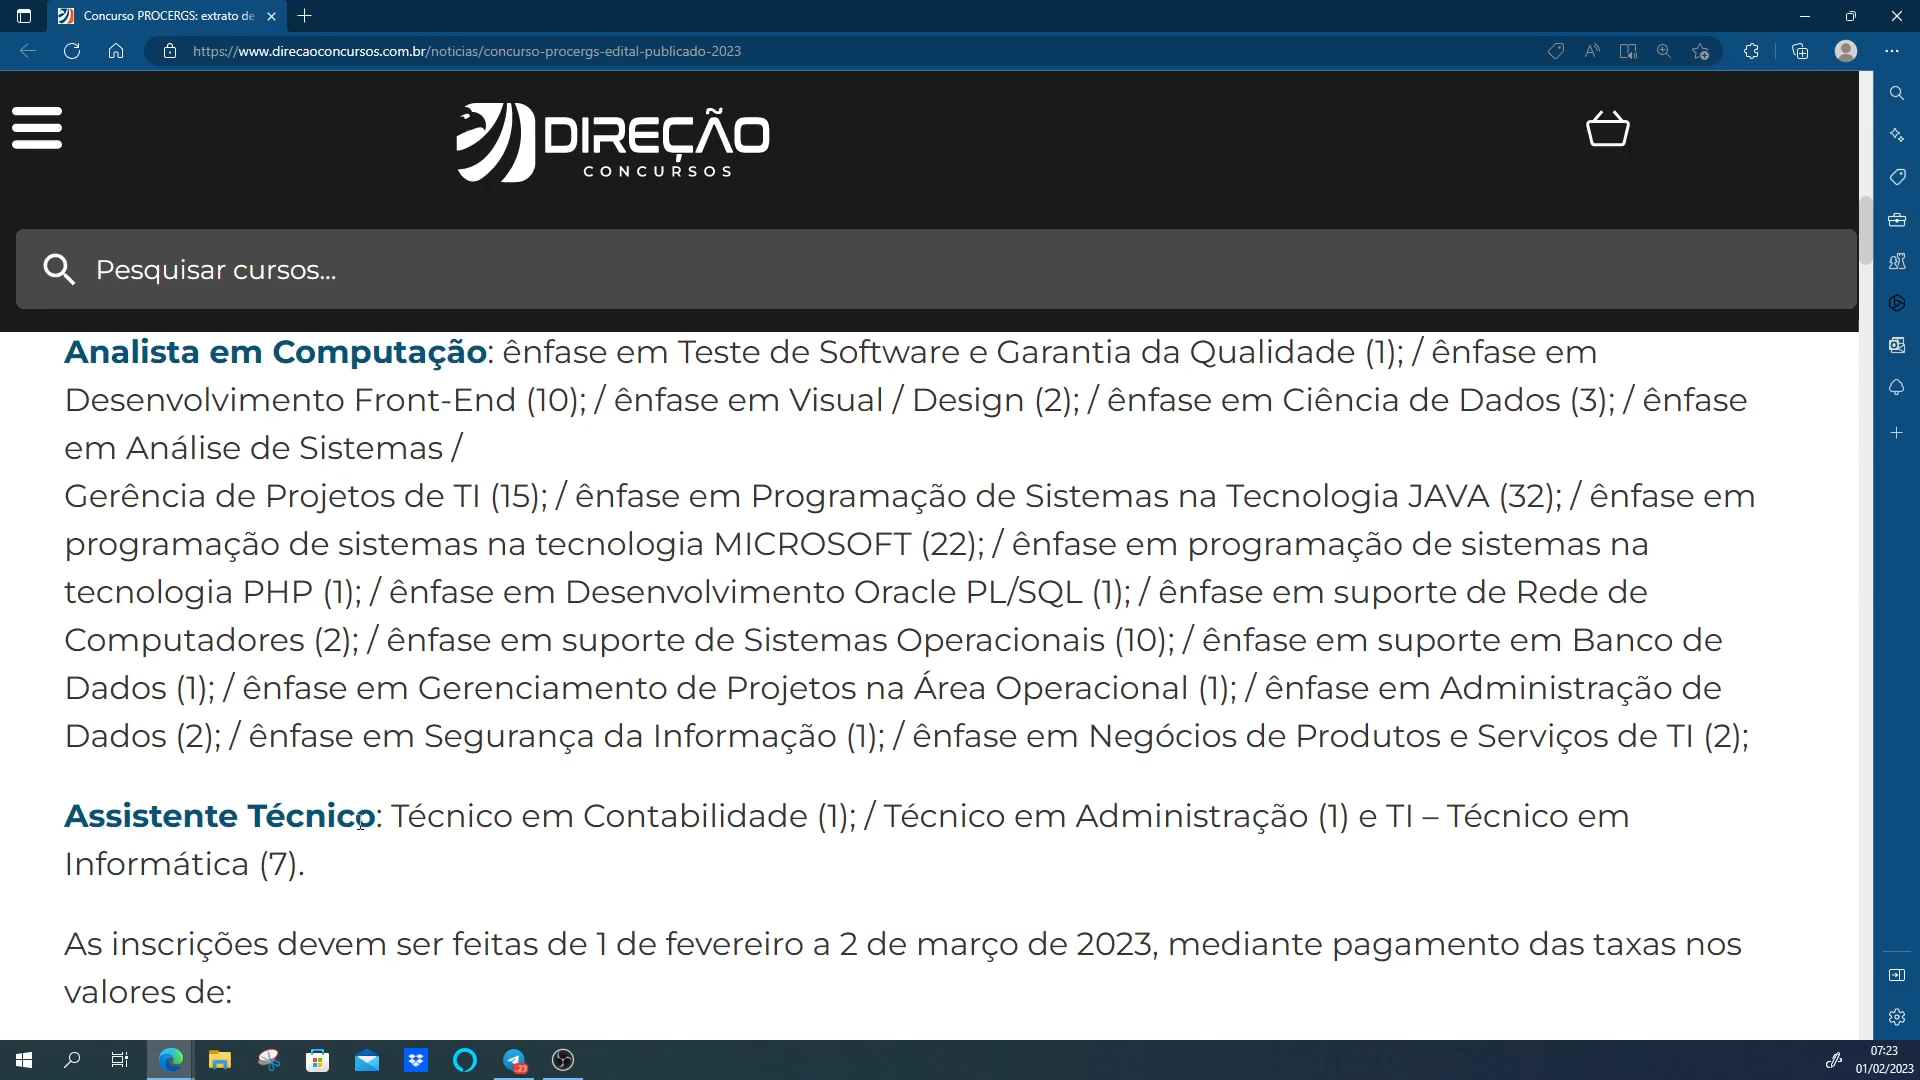 Concurso PROCERGS: extrato de
https://www.direcaoconcursos.com.br/noticias/concurso-procergs-edital-publicado-2023
DIREÇÃO
CONCURSOS
Pesquisar cursos...
Analista em Computação: ênfase em Teste de Software e Garantia da Qualidade (1); / ênfase em
Desenvolvimento Front-End (10); / ênfase em Visual / Design (2); / ênfase em Ciência de Dados (3); / ênfase
em Análise de Sistemas /
Gerência de Projetos de TI (15); / ênfase em Programação de Sistemas na Tecnologia JAVA (32); / ênfase em
programação de sistemas na tecnologia MICROSOFT (22); / ênfase em programação de sistemas na
tecnologia PHP (1); / ênfase em Desenvolvimento Oracle PL/SQL (1); / ênfase em suporte de Rede de
Computadores (2); / ênfase em suporte de Sistemas Operacionais (10); / ênfase em suporte em Banco de
Dados (1); / ênfase em Gerenciamento de Projetos na Área Operacional (1); / ênfase em Administração de
Dados (2); / ênfase em Segurança da Informação (1); / ênfase em Negócios de Produtos e Serviços de TI (2);
Assistente Técnico: Técnico em Contabilidade (1); / Técnico em Administração (1) e TI – Técnico em
Informática (7).
As inscrições devem ser feitas de 1 de fevereiro a 2 de março de 2023, mediante pagamento das taxas nos
valores de:
23
07:23
01/02/2023